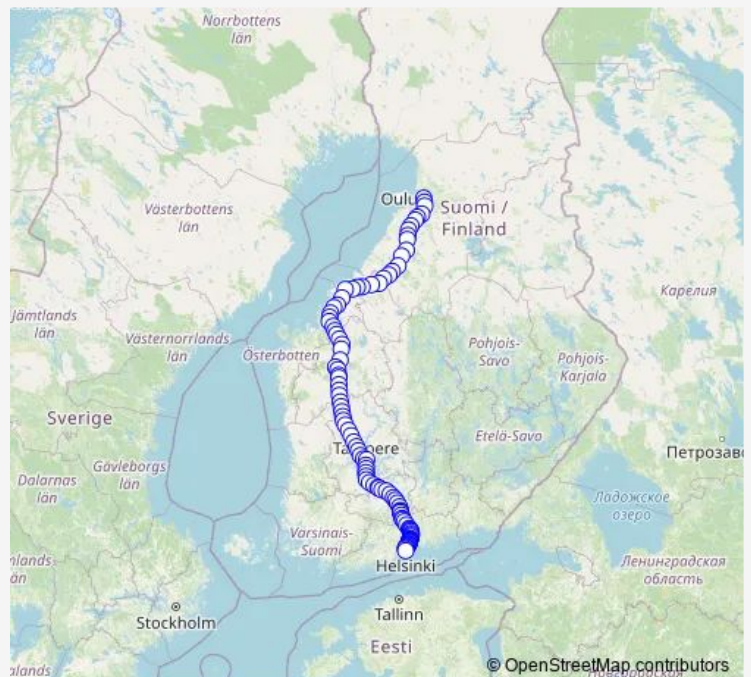 Norrbottens
län
Oulu
Suomi /
Finland
Västerbottens
län
Карелия
Jämtlands
län
Västernorrlands
län
Österbotten
Pohjois-
Savo
Pohjois-
Karjala
Sverige
Etelä-Savo
Gävleborgs
län
Dalarnas
län
Ладожское
озеро
Varsinais-
Suomi
Helsinki
Ленинградская
область
Stockholm
Tallinn
Eesti
© OpenStreetMap contributors